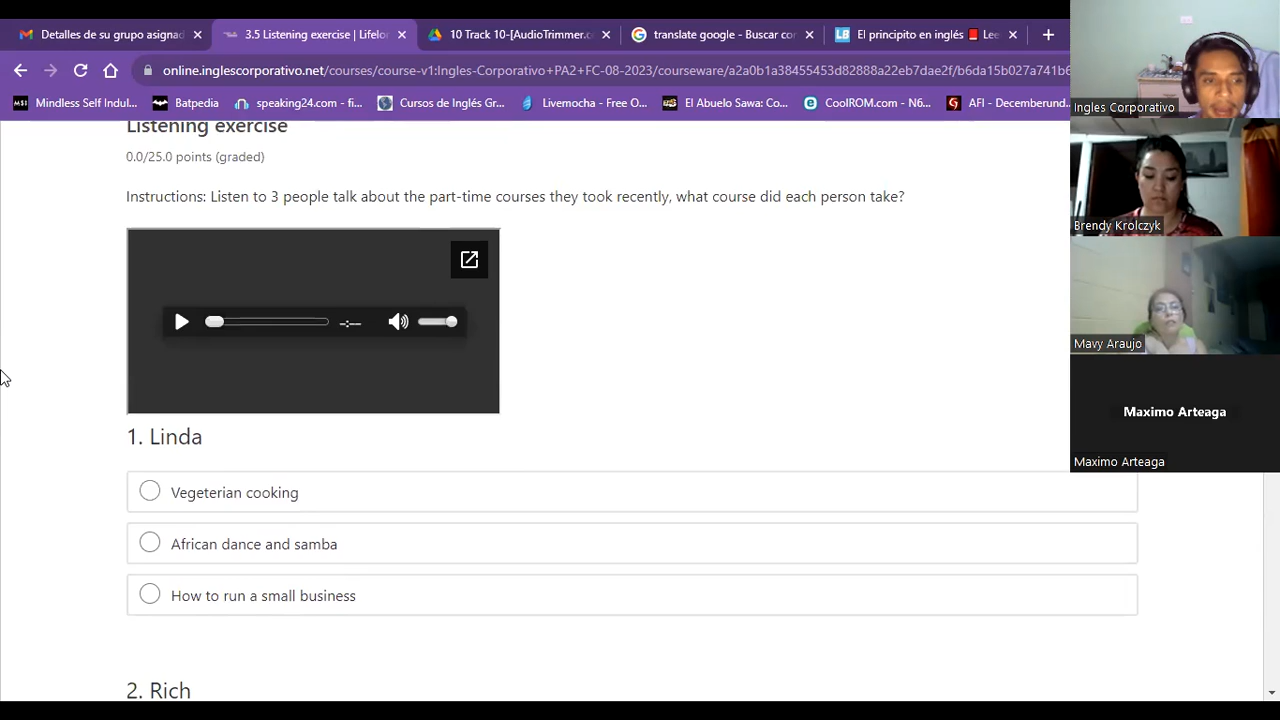 Detalles de su grupo asignad
3.5 Listening exercise | Lifelor
10 Track 10-[AudioTrimmer.c
translate google - Buscar cor
LB El principito en inglés Lee
online.inglescorporativo.net/courses/course-v1:Ingles-Corporativo+PA2+FC-08-2023/courseware/a2a0b1a38455453d82888a22eb7dae2f/b6da15b027a741b6
Mindless Self Indul...
Batpedia
speaking24.com - fi...
Cursos de Inglés Gr...
Livemocha - Free O...
El Abuelo Sawa: Co...
CoolROM.com - N6...
AFI - Decemberund...
Ingles Corporativo
Listening exercise
0.0/25.0 points (graded)
Instructions: Listen to 3 people talk about the part-time courses they took recently, what course did each person take?
Brendy Krolczyk
-:--
Mavy Araujo
Maximo Arteaga
Maximo Arteaga
1. Linda
Vegeterian cooking
African dance and samba
How to run a small business
2. Rich